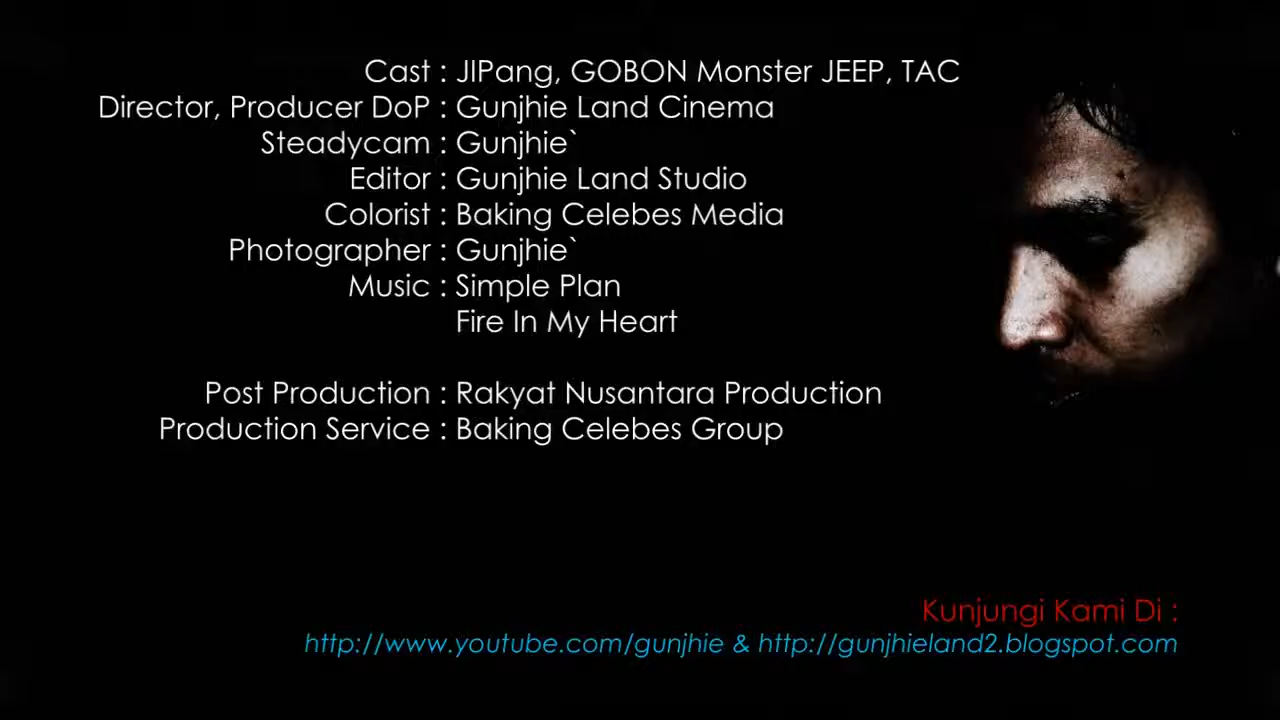 Cast : JIPang, GOBON Monster JEEP, TAC
Director, Producer DoP : Gunjhie Land Cinema
Steadycam : Gunjhie`
Editor : Gunjhie Land Studio
Colorist : Baking Celebes Media
Photographer : Gunjhie`
Music : Simple Plan
Fire In My Heart
Post Production : Rakyat Nusantara Production
Production Service : Baking Celebes Group
Kunjungi Kami Di :
http://www.youtube.com/gunjhie & http://gunjhieland2.blogspot.com